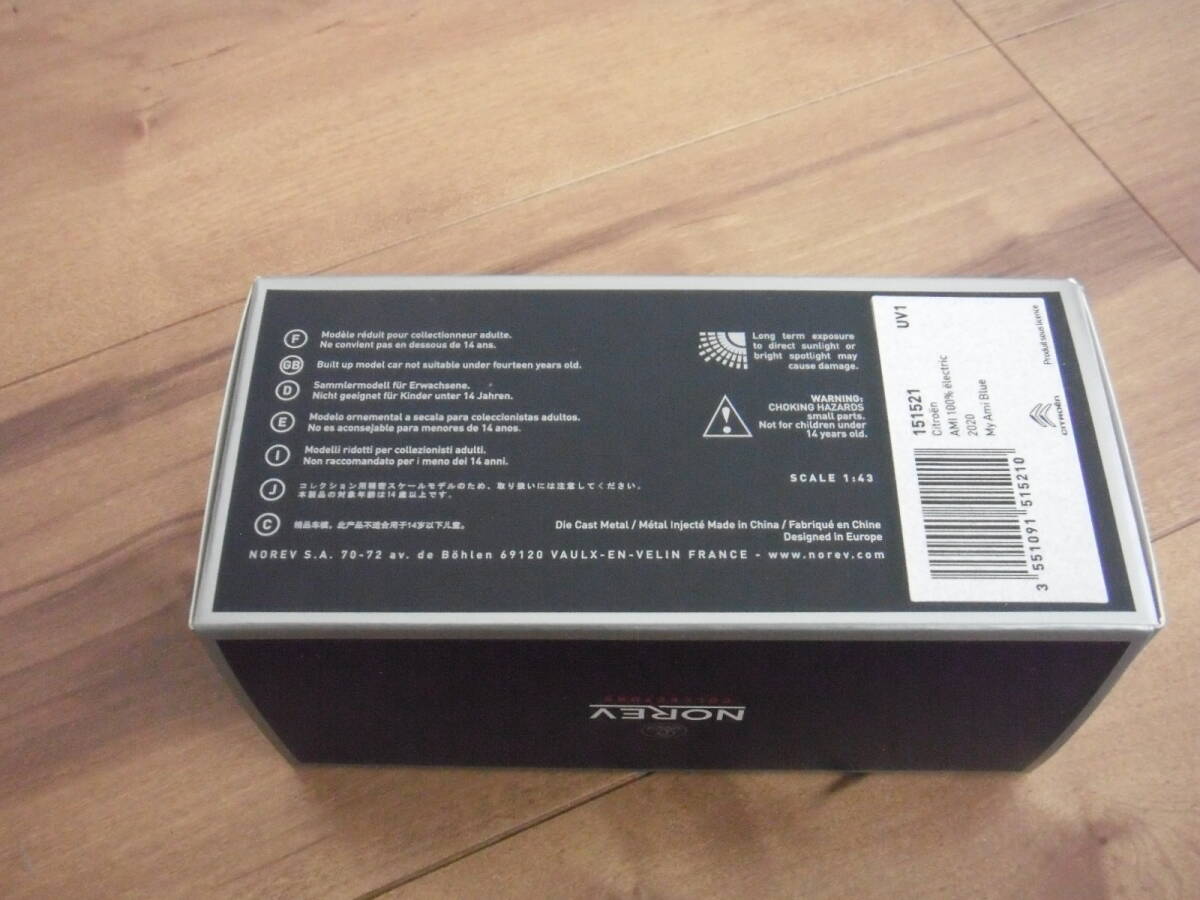 F
Modèle réduit pour collectionneur adulte.
Ne convient pas en dessous de 14 ans.
GB
Built up model car not suitable under fourteen years old.
D
Sammlermodell für Erwachsene.
Nicht geeignet für Kinder unter 14 Jahren.
E
Modelo ornemental a secala para coleccionistas adultos.
No es aconsejable para menores de 14 anos.
I
Modelli ridotti per collezionisti adulti.
Non raccomandato per i meno dei 14 anni.
J
コレクション用精密スケールモデルのため、取り扱いには注意してください。
本製品の対象年齢は14歳以上です。
C
精品车模，此产品不适合用于14岁以下儿童。
Long term exposure
to direct sunlight or
bright spotlight may
cause damage.
WARNING:
CHOKING HAZARDS
small parts.
Not for children under
14 years old.
SCALE 1:43
Die Cast Metal / Métal Injecté Made in China / Fabriqué en Chine
Designed in Europe
NOREV S.A. 70-72 av. de Böhlen 69120 VAULX-EN-VELIN FRANCE - www.norev.com
151521
UV1
Citroën
AMI 100% ëlectric
2020
My Ami Blue
Produit sous licence
CITROËN
3 551091 515210
NOREV
COLLECTORS